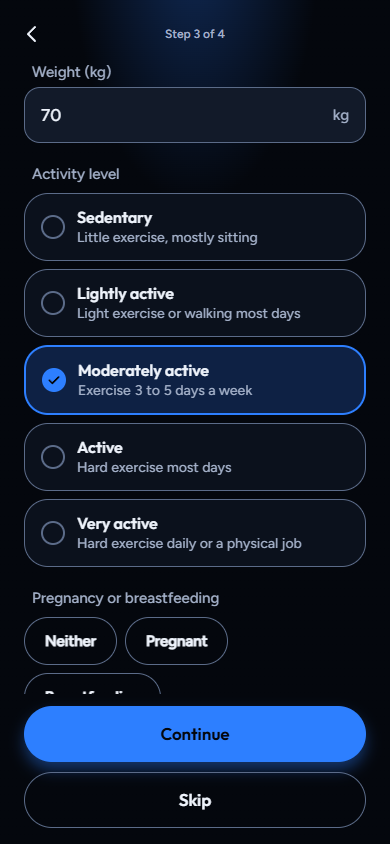 Step 3 of 4
Weight (kg)
70 kg
Activity level
Sedentary
Little exercise, mostly sitting
Lightly active
Light exercise or walking most days
Moderately active
Exercise 3 to 5 days a week
Active
Hard exercise most days
Very active
Hard exercise daily or a physical job
Pregnancy or breastfeeding
Neither Pregnant
Continue
Skip